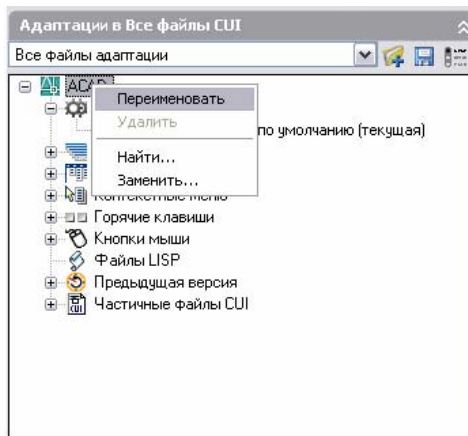 Адаптации в Все файлы CUI
Все файлы адаптации
ACAD
Переименовать
Удалить
по умолчанию (текущая)
Найти...
Заменить...
Контекстные меню
Горячие клавиши
Кнопки мыши
Файлы LISP
Предыдущая версия
Частичные файлы CUI